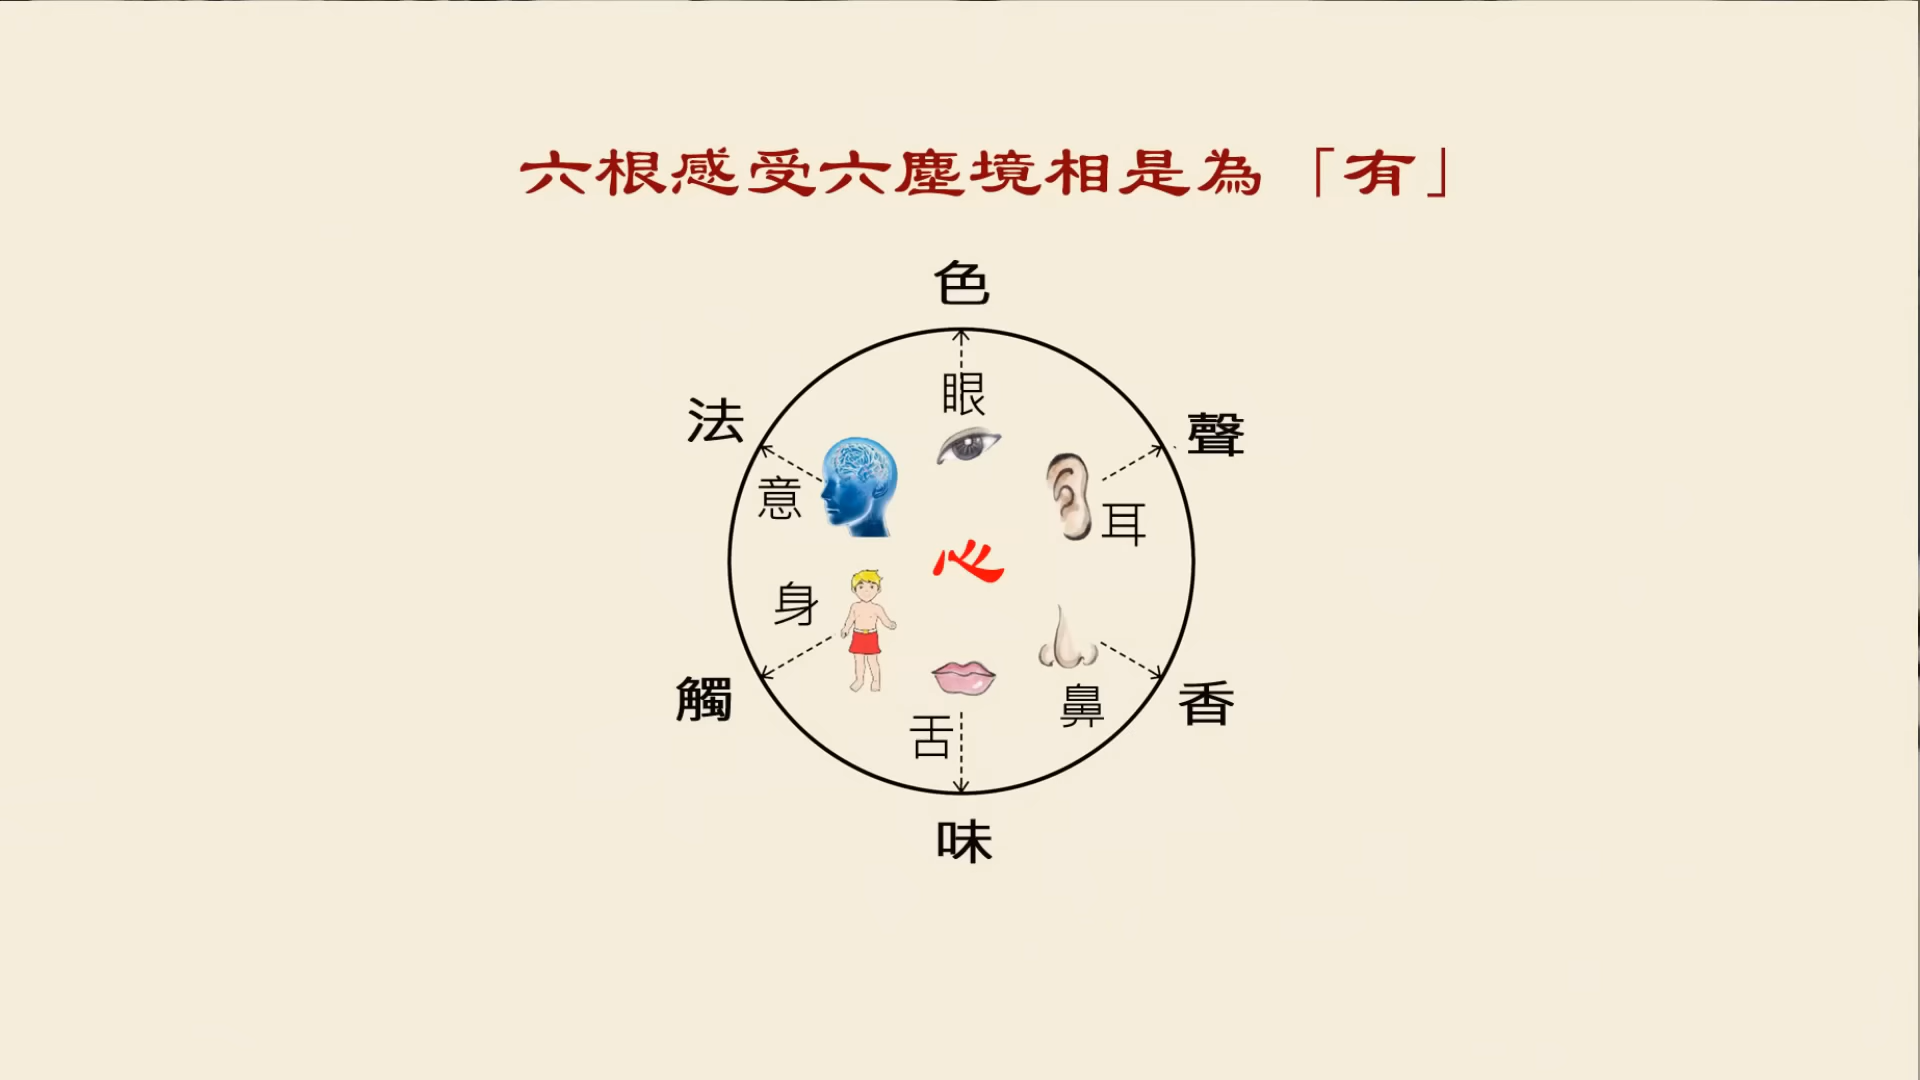 六根感受六塵境相是為「有」
色
眼
法
聲
意
耳
心
身
觸
鼻
香
舌
味